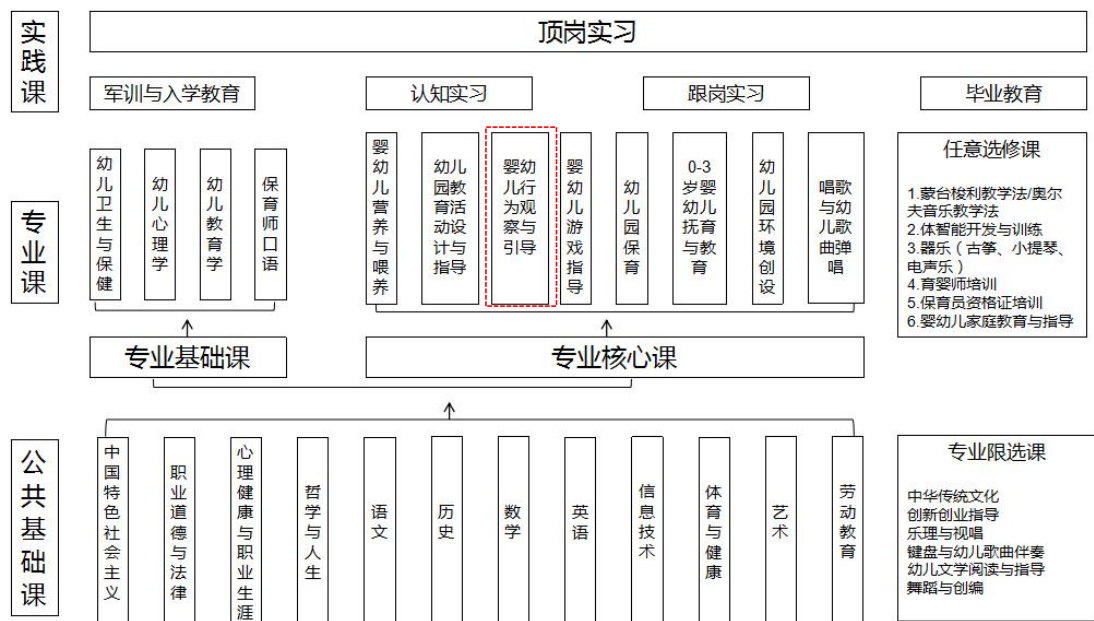 实践课
顶岗实习
军训与入学教育
认知实习
跟岗实习
毕业教育
专业课
幼儿卫生与保健
幼儿心理学
幼儿教育学
保育师口语
婴幼儿营养与喂养
幼儿
园教
育活
动设
计与
指导
婴幼
儿行
为观
察与
引导
婴幼儿游戏指导
幼儿园保育
0-3
岁婴
幼儿
抚育
与教
育
幼儿园环境创设
唱歌
与幼
儿歌
曲弹
唱
任意选修课
1.蒙台梭利教学法/奥尔
夫音乐教学法
2.体智能开发与训练
3.器乐（古筝、小提琴、
电声乐）
4.育婴师培训
5.保育员资格证培训
6.婴幼儿家庭教育与指导
专业基础课
专业核心课
公共基础课
中国特色社会主义
职业道德与法律
心理健康与职业生涯
哲学与人生
语文
历史
数学
英语
信息技术
体育与健康
艺术
劳动教育
专业限选课
中华传统文化
创新创业指导
乐理与视唱
键盘与幼儿歌曲伴奏
幼儿文学阅读与指导
舞蹈与创编